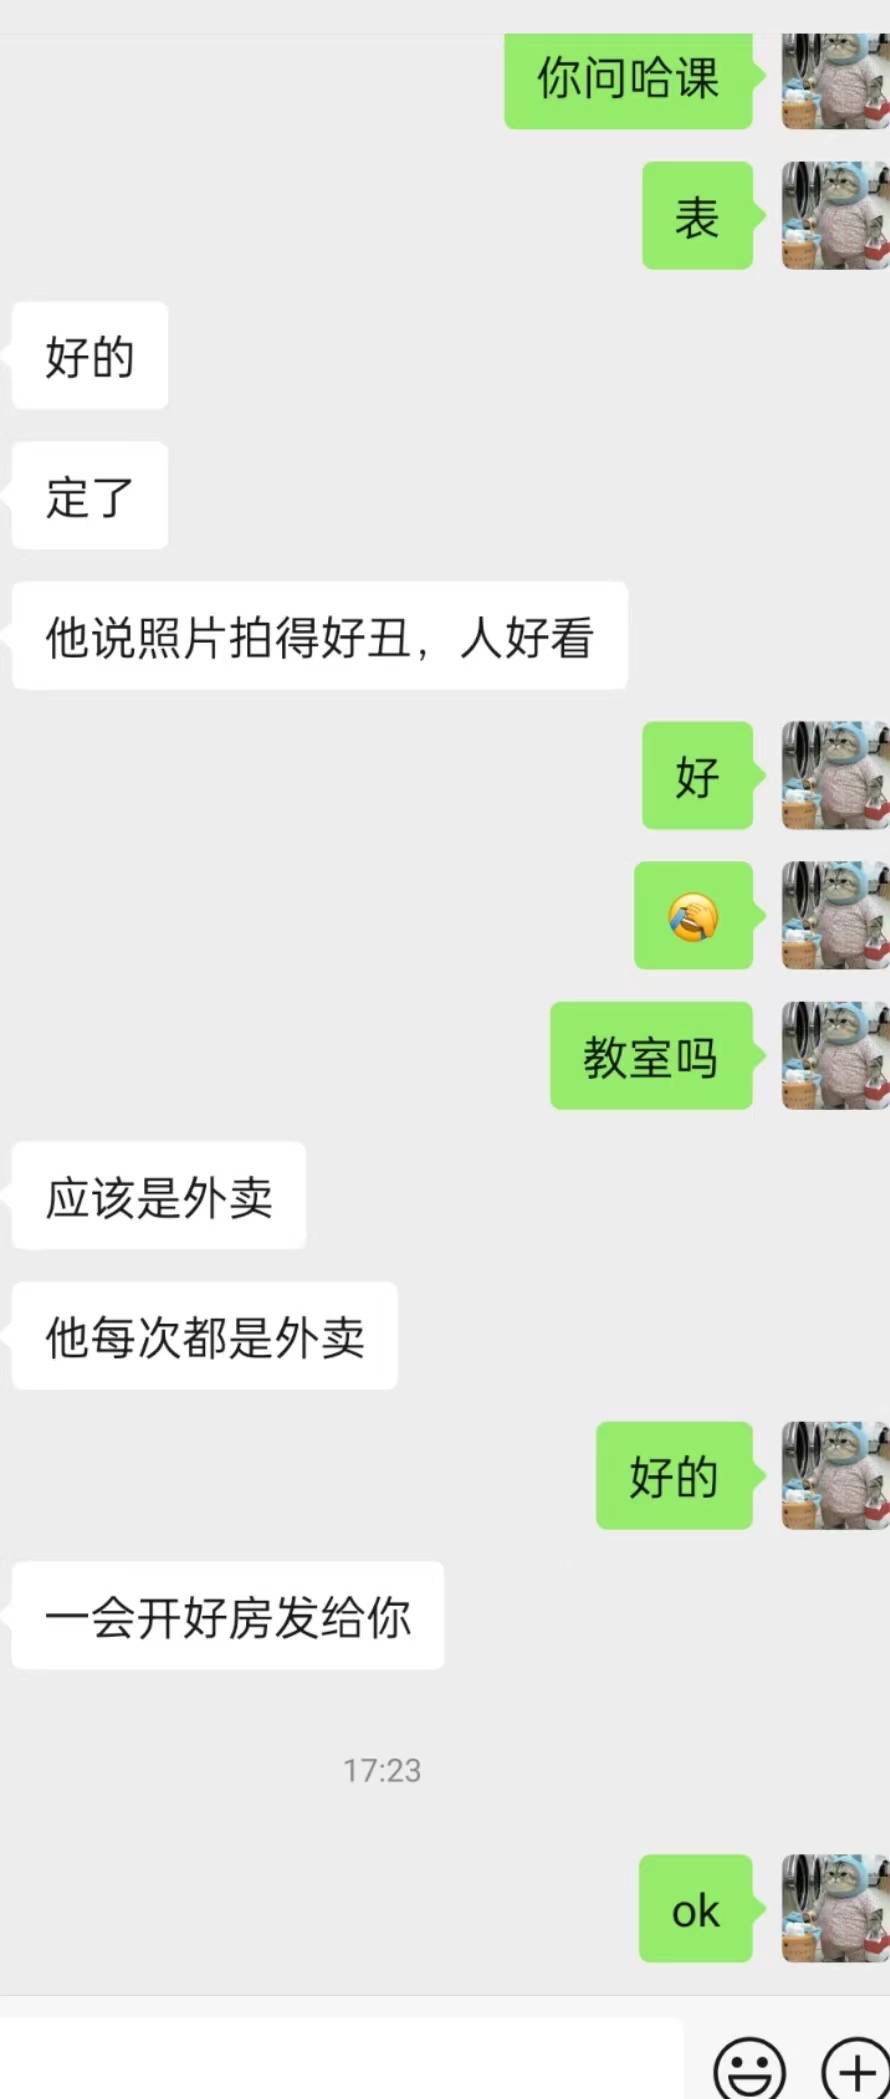 你问哈课
表
好的
定了
他说照片拍得好丑，人好看
好
教室吗
应该是外卖
他每次都是外卖
好的
一会开好房发给你
17:23
ok